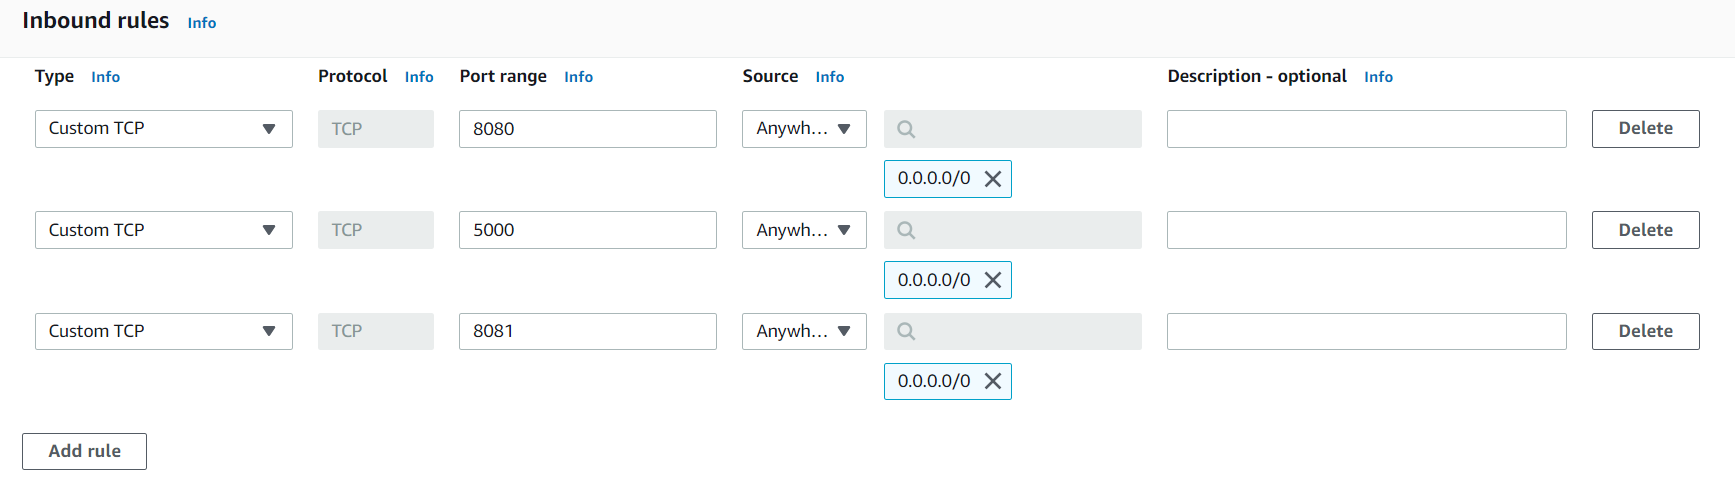 Inbound rules Info
Type Info Protocol Info Port range Info Source Info Description - optional Info
Custom TCP TCP 8080 Anywh... Delete
0.0.0.0/0
Custom TCP TCP 5000 Anywh... Delete
0.0.0.0/0
Custom TCP TCP 8081 Anywh... Delete
0.0.0.0/0
Add rule